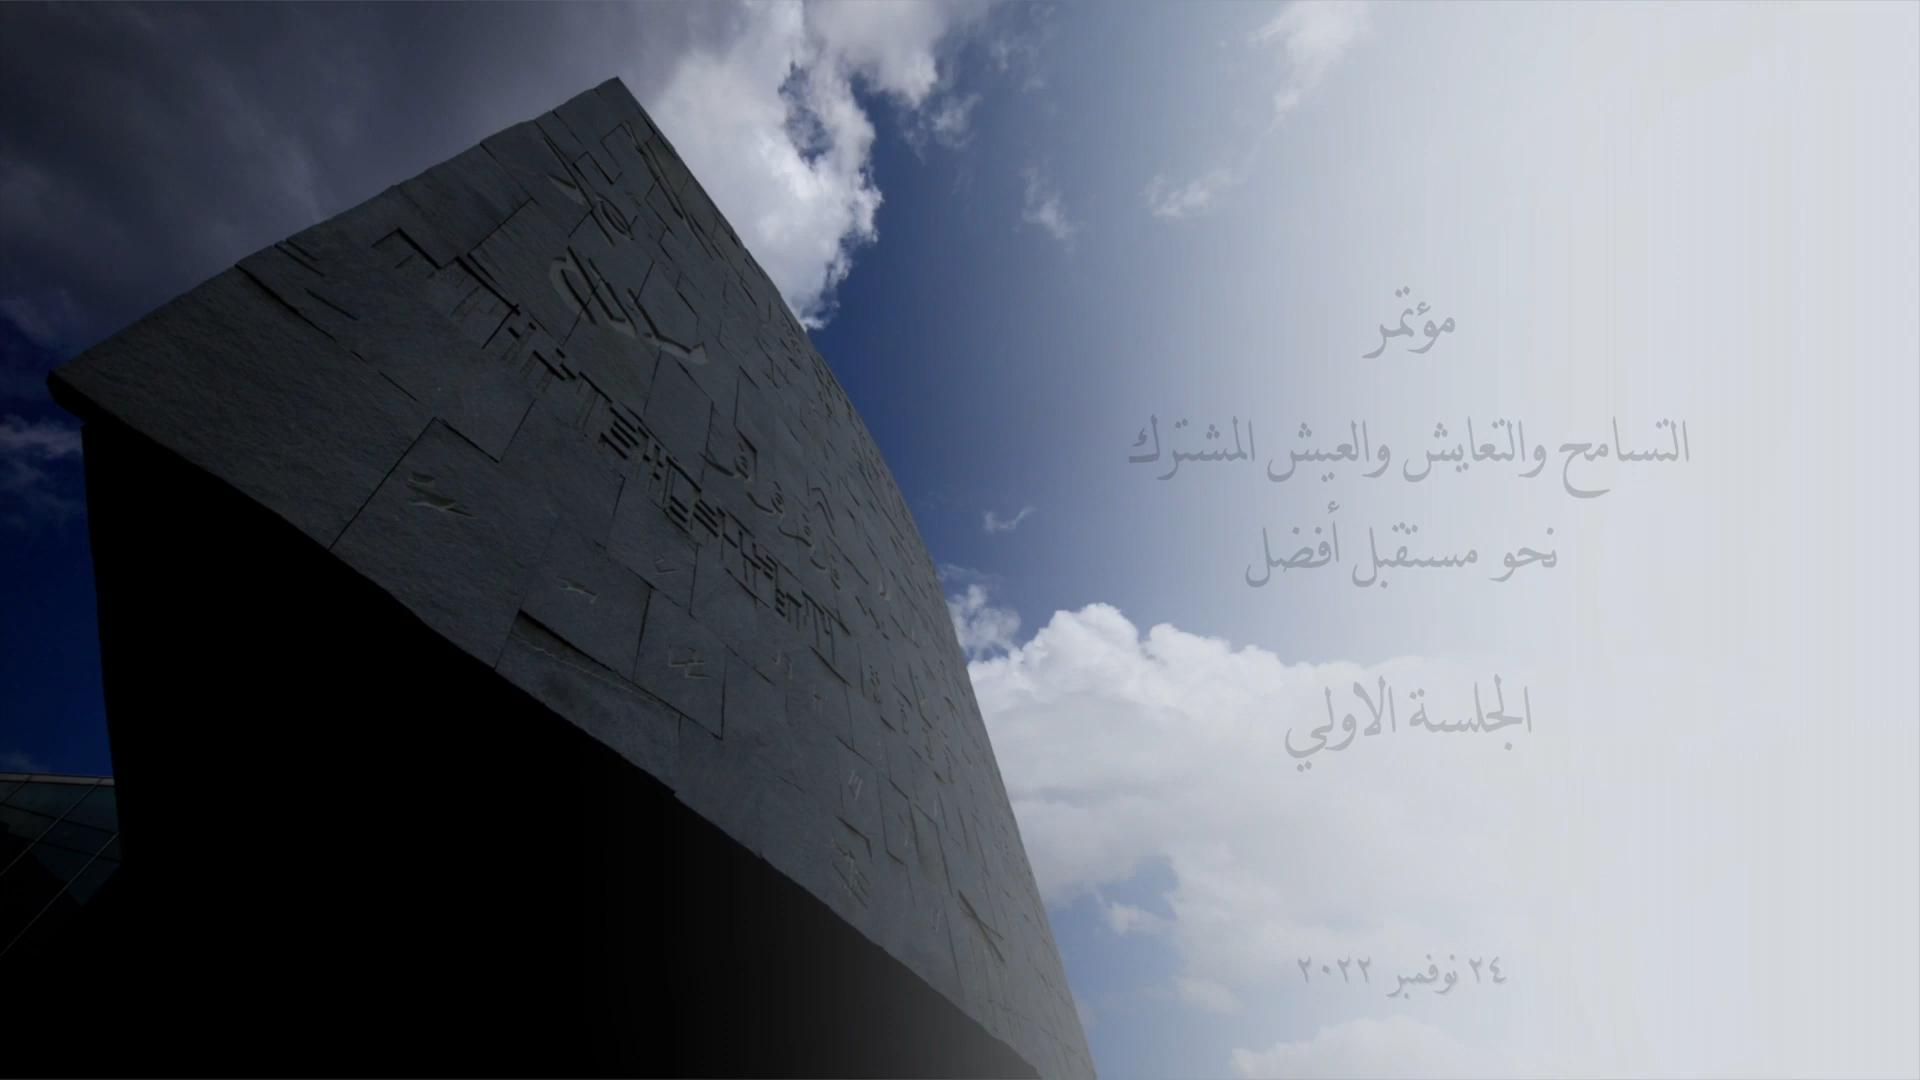 مؤتمر
التسامح والتعايش والعيش المشترك
نحو مستقبل أفضل
الجلسة الاولي
٢٤ نوفمبر ٢٠٢٢